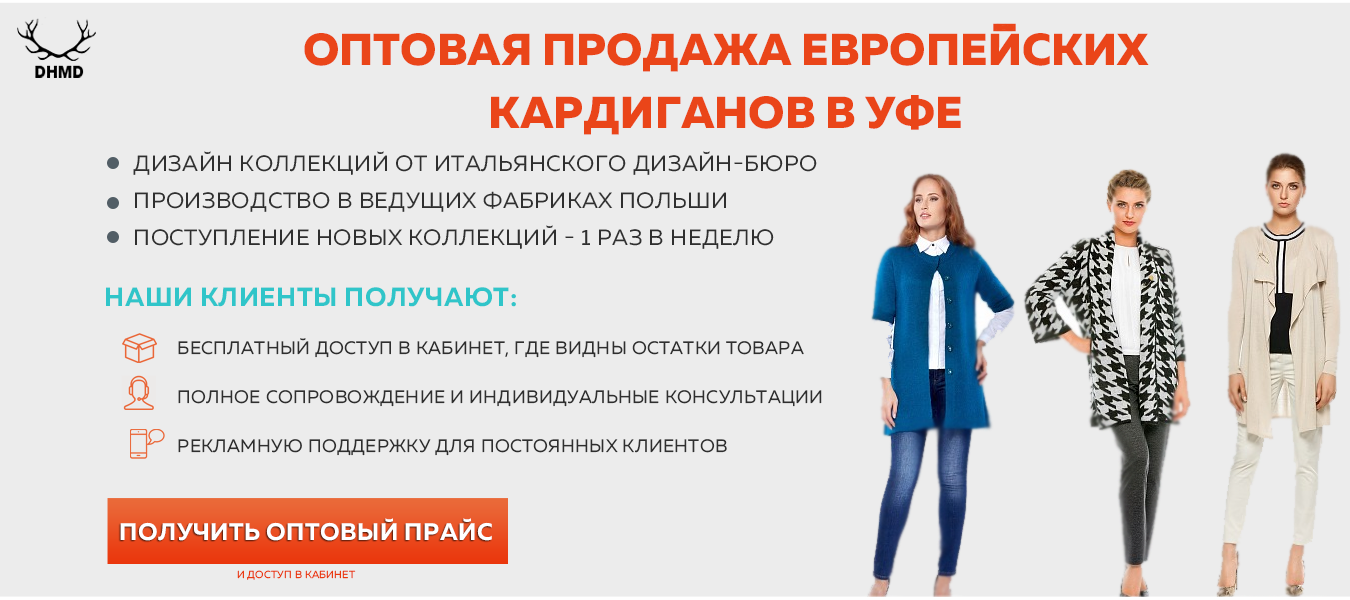 DHMD
ОПТОВАЯ ПРОДАЖА ЕВРОПЕЙСКИХ
КАРДИГАНОВ В УФЕ
ДИЗАЙН КОЛЛЕКЦИЙ ОТ ИТАЛЬЯНСКОГО ДИЗАЙН-БЮРО
ПРОИЗВОДСТВО В ВЕДУЩИХ ФАБРИКАХ ПОЛЬШИ
ПОСТУПЛЕНИЕ НОВЫХ КОЛЛЕКЦИЙ - 1 РАЗ В НЕДЕЛЮ
НАШИ КЛИЕНТЫ ПОЛУЧАЮТ:
БЕСПЛАТНЫЙ ДОСТУП В КАБИНЕТ, ГДЕ ВИДНЫ ОСТАТКИ ТОВАРА
ПОЛНОЕ СОПРОВОЖДЕНИЕ И ИНДИВИДУАЛЬНЫЕ КОНСУЛЬТАЦИИ
РЕКЛАМНУЮ ПОДДЕРЖКУ ДЛЯ ПОСТОЯННЫХ КЛИЕНТОВ
ПОЛУЧИТЬ ОПТОВЫЙ ПРАЙС
И ДОСТУП В КАБИНЕТ